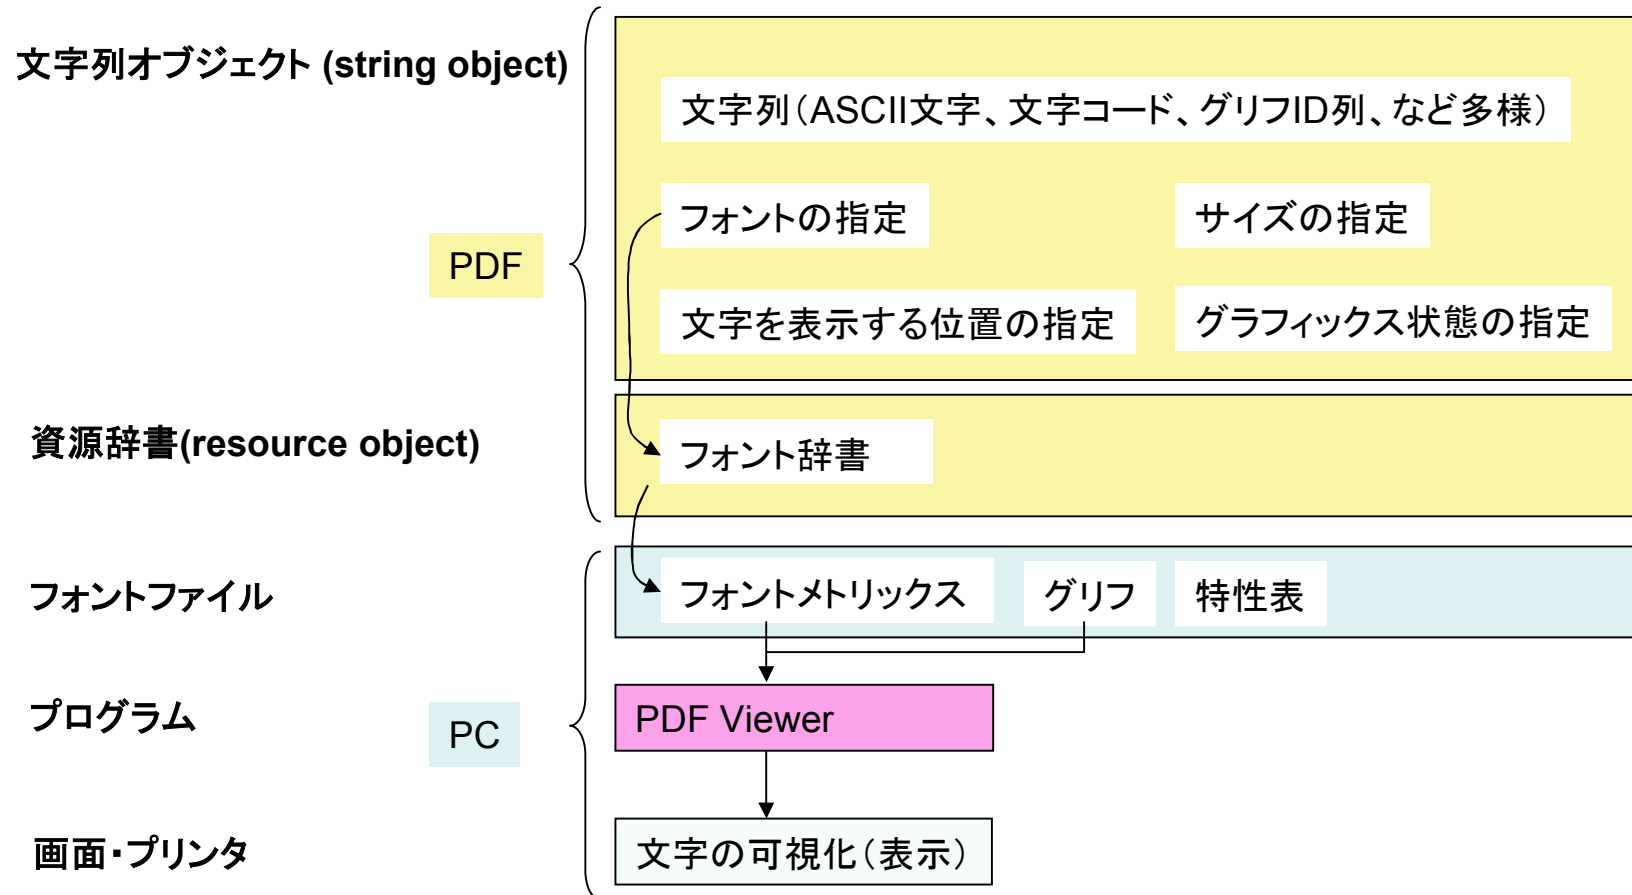 文字列オブジェクト (string object)
文字列（ASCII文字、文字コード、グリフID列、など多様）
フォントの指定
サイズの指定
PDF
文字を表示する位置の指定
グラフィックス状態の指定
資源辞書(resource object)
フォント辞書
フォントファイル
フォントメトリックス
グリフ
特性表
プログラム
PC
PDF Viewer
画面・プリンタ
文字の可視化（表示）